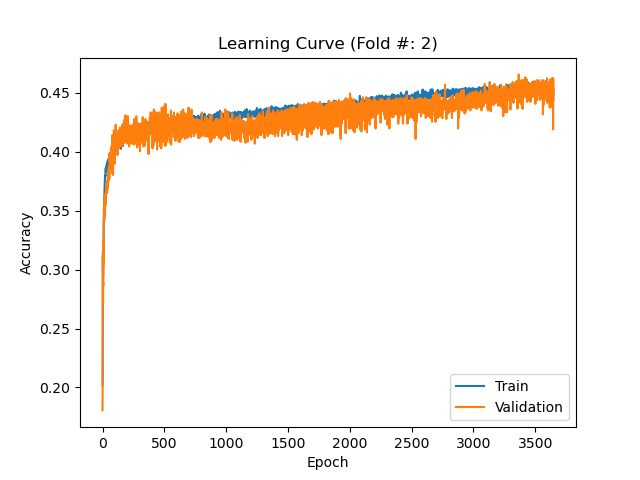 Learning Curve (Fold #: 2)
0.45
0.40
0.35
0.30
0.25
0.20
Accuracy
0 500 1000 1500 2000 2500 3000 3500
Epoch
Train
Validation